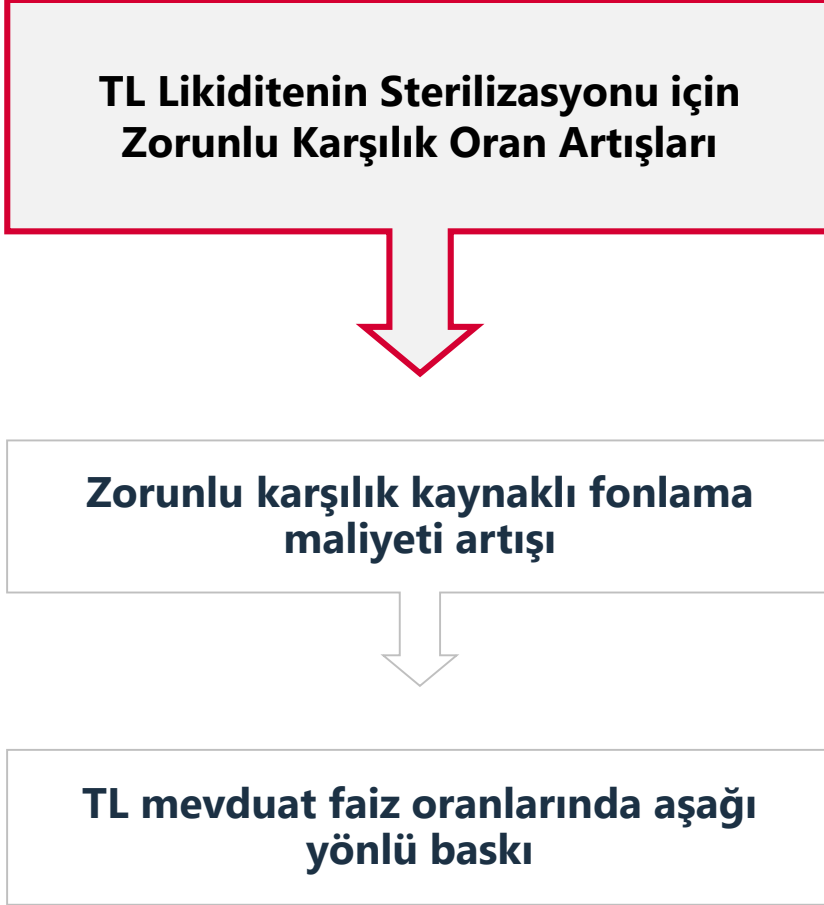 TL Likiditenin Sterilizasyonu için
Zorunlu Karşılık Oran Artışları
Zorunlu karşılık kaynaklı fonlama
maliyeti artışı
TL mevduat faiz oranlarında aşağı
yönlü baskı